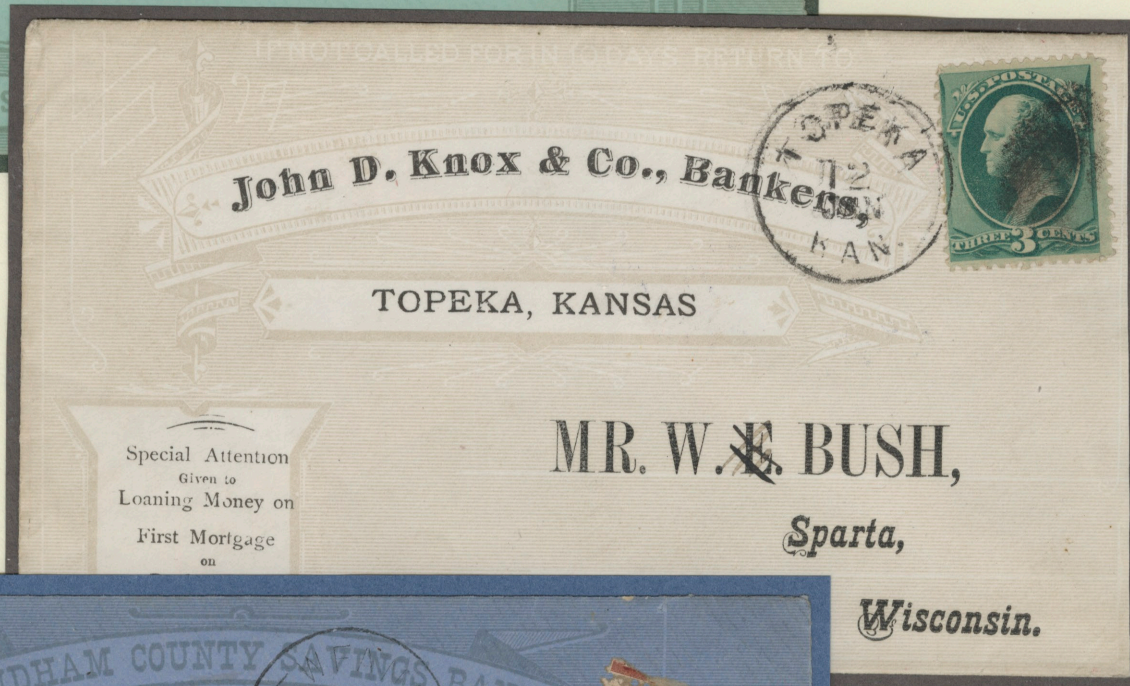 IF NOT CALLED FOR IN 10 DAYS RETURN TO
John D. Knox & Co., Bankers,
TOPEKA, KANSAS
TOPEKA
12
JAN
KAN.
U.S. POSTAGE
THREE 3 CENTS
Special Attention
Given to
Loaning Money on
First Mortgage
on
MR. W. E. BUSH,
Sparta,
Wisconsin.
COUNTY SAVINGS